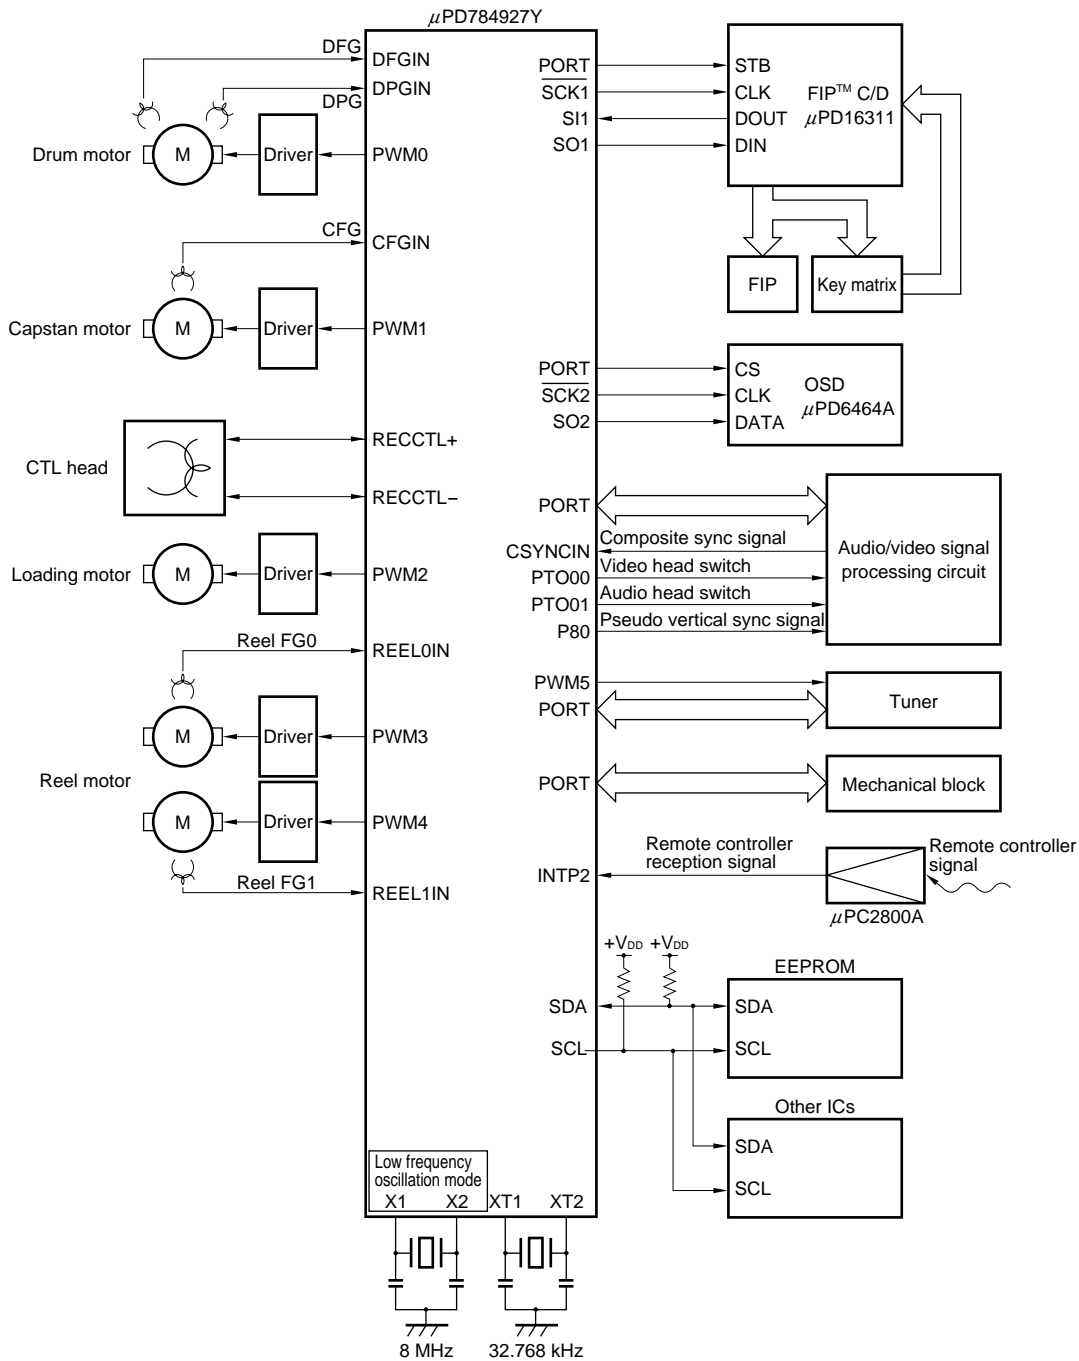 μPD784927Y
DFG
DFGIN
DPGIN
DPG
Drum motor
M
Driver
PWM0
CFG
CFGIN
Capstan motor
M
Driver
PWM1
CTL head
RECCTL+
RECCTL−
Loading motor
M
Driver
PWM2
Reel FG0
REEL0IN
M
Driver
PWM3
Reel motor
M
Driver
PWM4
Reel FG1
REEL1IN
PORT
SCK1
SI1
SO1
STB
CLK
DOUT
DIN
FIP™ C/D
μPD16311
FIP
Key matrix
PORT
SCK2
SO2
CS
CLK
DATA
OSD
μPD6464A
PORT
CSYNCIN
Composite sync signal
PTO00
Video head switch
PTO01
Audio head switch
P80
Pseudo vertical sync signal
Audio/video signal
processing circuit
PWM5
PORT
Tuner
PORT
Mechanical block
INTP2
Remote controller
reception signal
Remote controller
signal
μPC2800A
+VDD
+VDD
EEPROM
SDA
SDA
SCL
SCL
Other ICs
SDA
SCL
Low frequency
oscillation mode
X1
X2
XT1
XT2
8 MHz
32.768 kHz